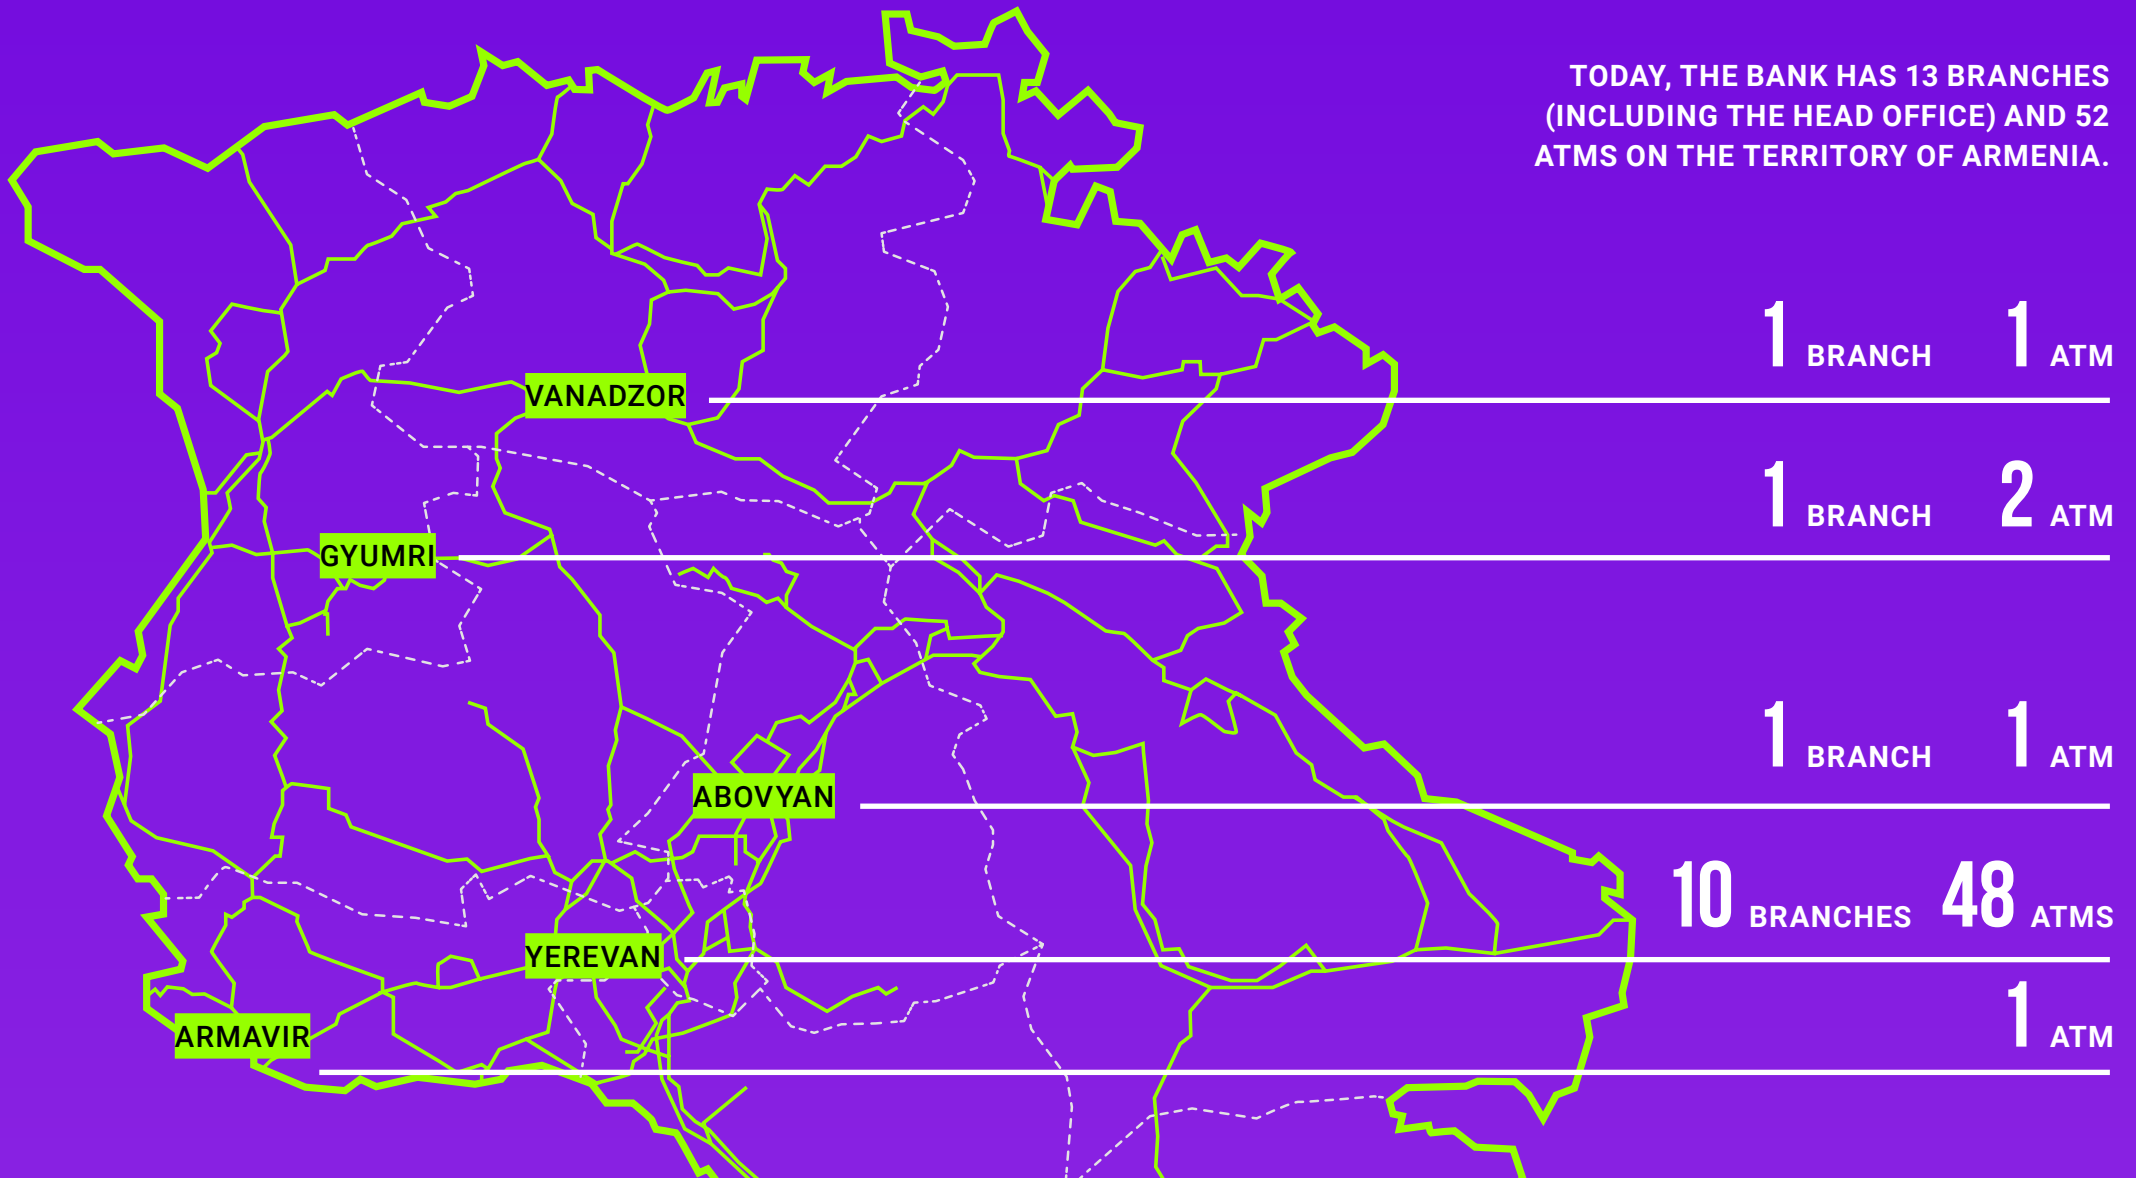 TODAY, THE BANK HAS 13 BRANCHES
(INCLUDING THE HEAD OFFICE) AND 52
ATMS ON THE TERRITORY OF ARMENIA.
1 BRANCH 1 ATM
VANADZOR
1 BRANCH 2 ATM
GYUMRI
1 BRANCH 1 ATM
ABOVYAN
10 BRANCHES 48 ATMS
YEREVAN
1 ATM
ARMAVIR